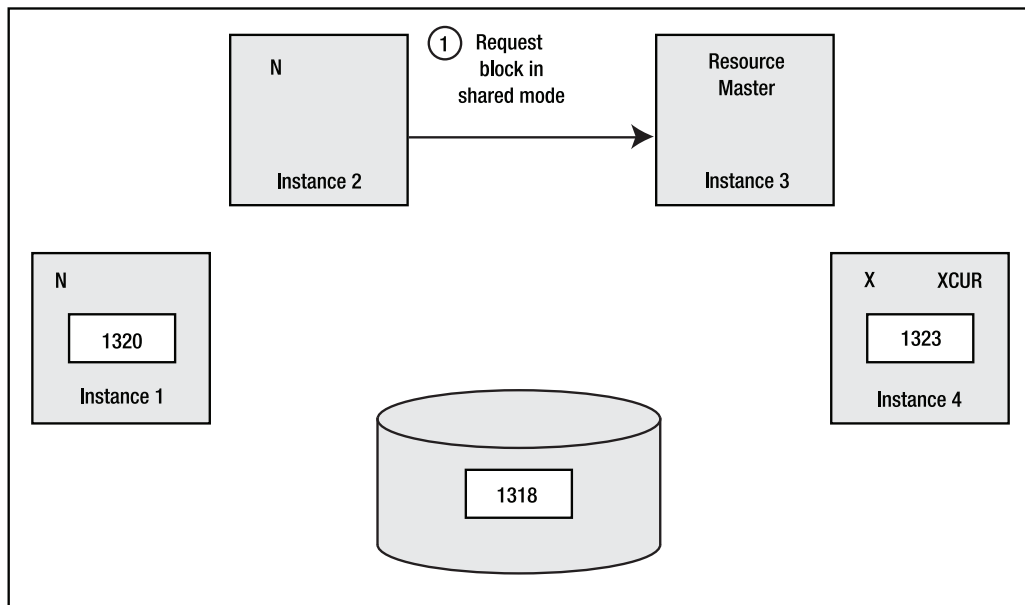 N
Instance 2
1 Request
block in
shared mode
Resource
Master
Instance 3
N
1320
Instance 1
X XCUR
1323
Instance 4
1318